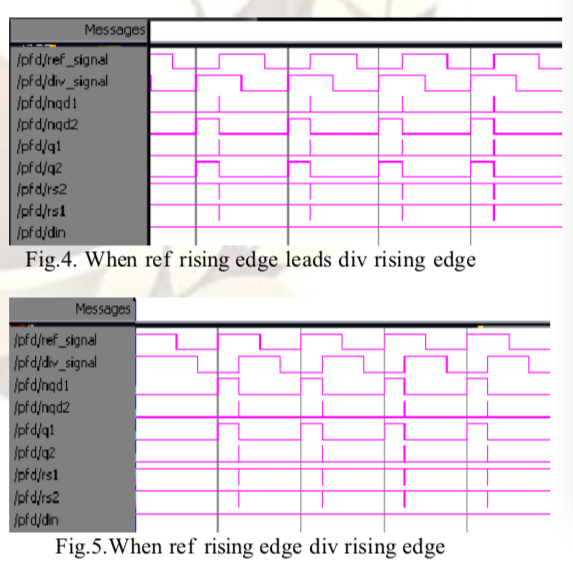 Messages
/pfd/ref_signal
/pfd/div_signal
/pfd/nqd1
/pfd/nqd2
/pfd/q1
/pfd/q2
/pfd/rs2
/pfd/rs1
/pfd/din
Fig.4. When ref rising edge leads div rising edge
Messages
/pfd/ref_signal
/pfd/div_signal
/pfd/nqd1
/pfd/nqd2
/pfd/q1
/pfd/q2
/pfd/rs1
/pfd/rs2
/pfd/din
Fig.5.When ref rising edge div rising edge